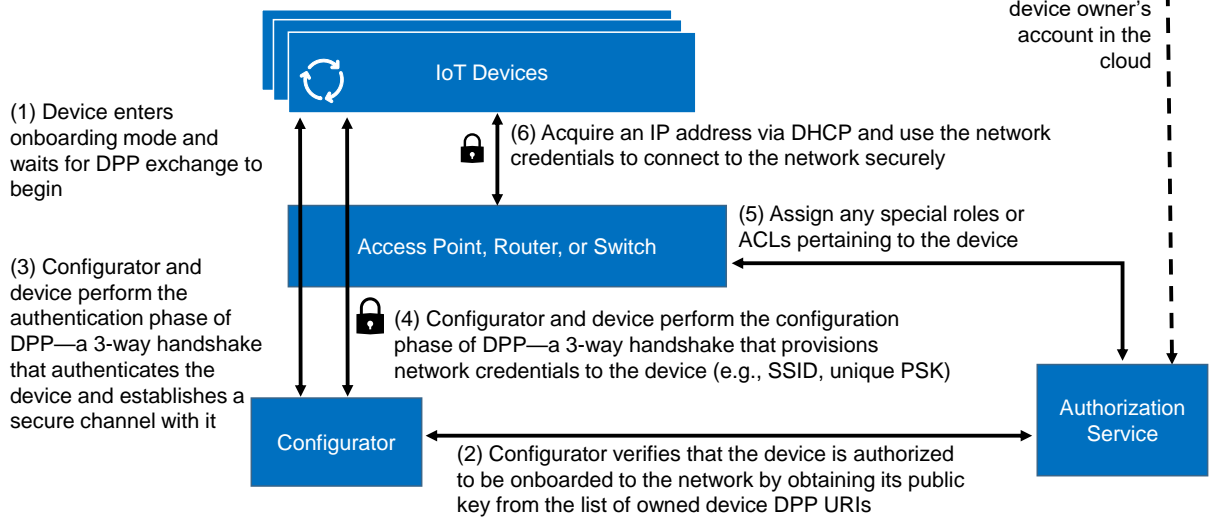 device owner's
account in the
cloud
IoT Devices
(1) Device enters
onboarding mode and
waits for DPP exchange to
begin
(6) Acquire an IP address via DHCP and use the network
credentials to connect to the network securely
(5) Assign any special roles or
ACLs pertaining to the device
Access Point, Router, or Switch
(3) Configurator and
device perform the
authentication phase of
DPP—a 3-way handshake
that authenticates the
device and establishes a
secure channel with it
(4) Configurator and device perform the configuration
phase of DPP—a 3-way handshake that provisions
network credentials to the device (e.g., SSID, unique PSK)
Configurator
Authorization
Service
(2) Configurator verifies that the device is authorized
to be onboarded to the network by obtaining its public
key from the list of owned device DPP URIs